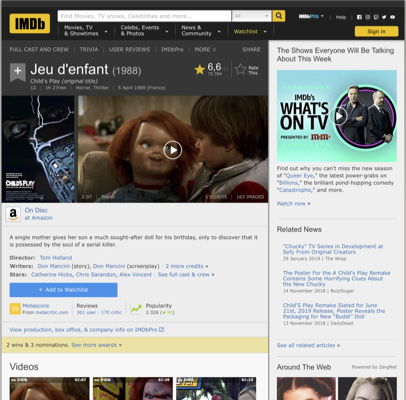 IMDb
Find Movies, TV shows, Celebrities and more...
All
Movies, TV & Showtimes
Celebs, Events & Photos
News & Community
Watchlist
IMDbPro
Help
Sign in
FULL CAST AND CREW | TRIVIA | USER REVIEWS | IMDbPro | MORE
SHARE
Jeu d'enfant (1988)
Child's Play (original title)
12 | 1h 27min | Horror, Thriller | 5 April 1989 (France)
6,6
Rate This
CHILD'S PLAY
2:07 | Trailer
5 VIDEOS | 163 IMAGES
On Disc
at Amazon
A single mother gives her son a much sought-after doll for his birthday, only to discover that it is possessed by the soul of a serial killer.
Director: Tom Holland
Writers: Don Mancini (story), Don Mancini (screenplay) | 2 more credits »
Stars: Catherine Hicks, Chris Sarandon, Alex Vincent | See full cast & crew »
+ Add to Watchlist
Metascore
From metacritic.com
Reviews
301 user | 170 critic
Popularity
View production, box office, & company info on IMDbPro
2 wins & 3 nominations. See more awards »
Videos
The Shows Everyone Will Be Talking About This Week
IMDb's
WHAT'S ON TV
PRESENTED BY
Find out why you can't miss the new season of "Queer Eye," the latest power-grabs on "Billions," the brilliant pond-hopping comedy "Catastrophe," and more.
Watch now »
Related News
"Chucky" TV Series in Development at Syfy From Original Creators
29 January 2019 | The Wrap
The Poster For the A Child's Play Remake Contains Some Horrifying Clues About the New Chucky
14 November 2018 | BuzzSugar
Child'S Play Remake Slated for June 21st, 2019 Release, Poster Reveals the Packaging for New "Buddi" Doll
13 November 2018 | DailyDead
See all related articles »
Around The Web
Powered by ZergNet